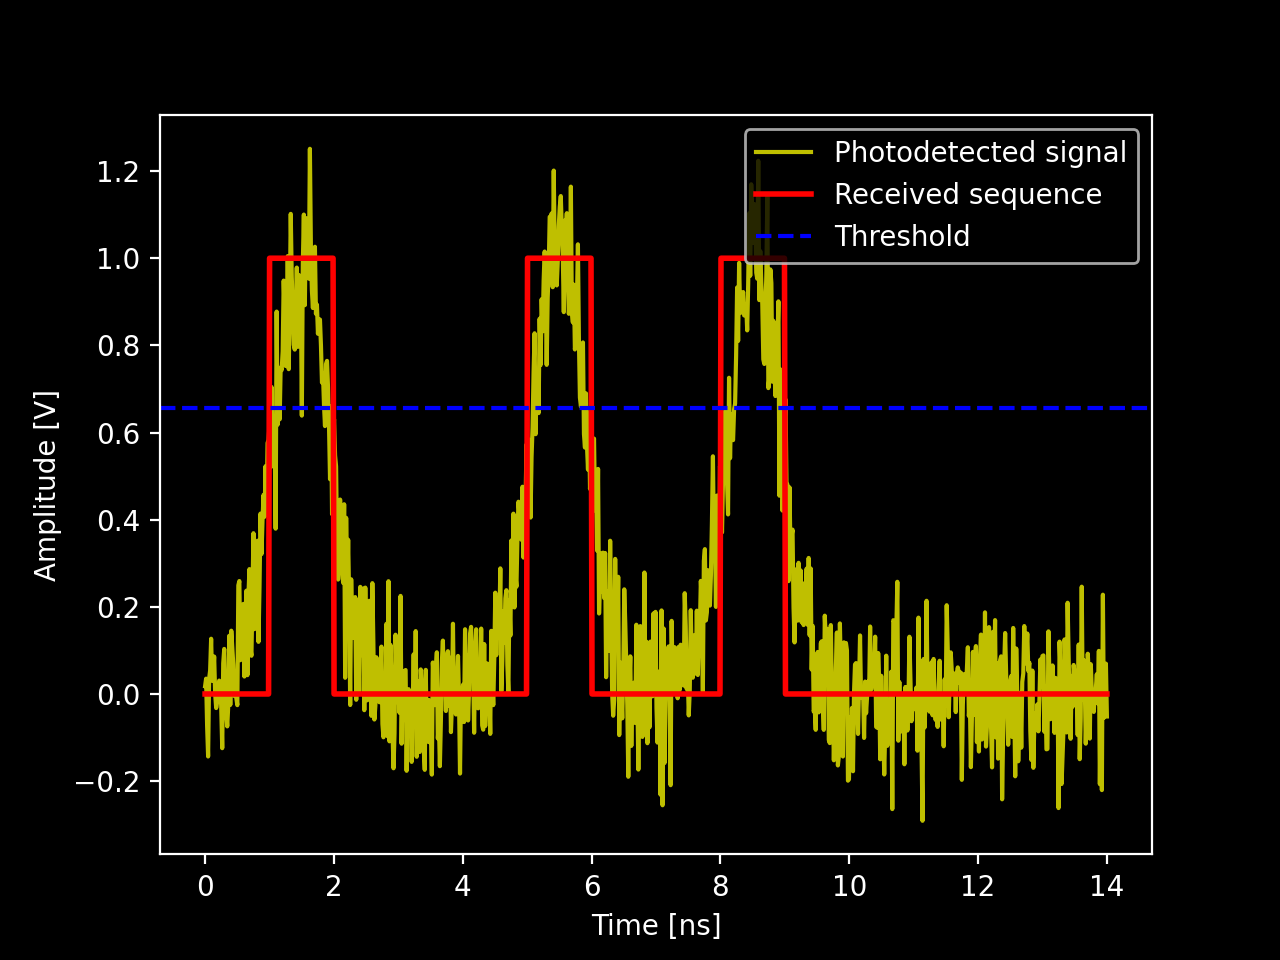 Photodetected signal
Received sequence
Threshold
1.2
1.0
0.8
0.6
0.4
0.2
0.0
−0.2
Amplitude [V]
0 2 4 6 8 10 12 14
Time [ns]